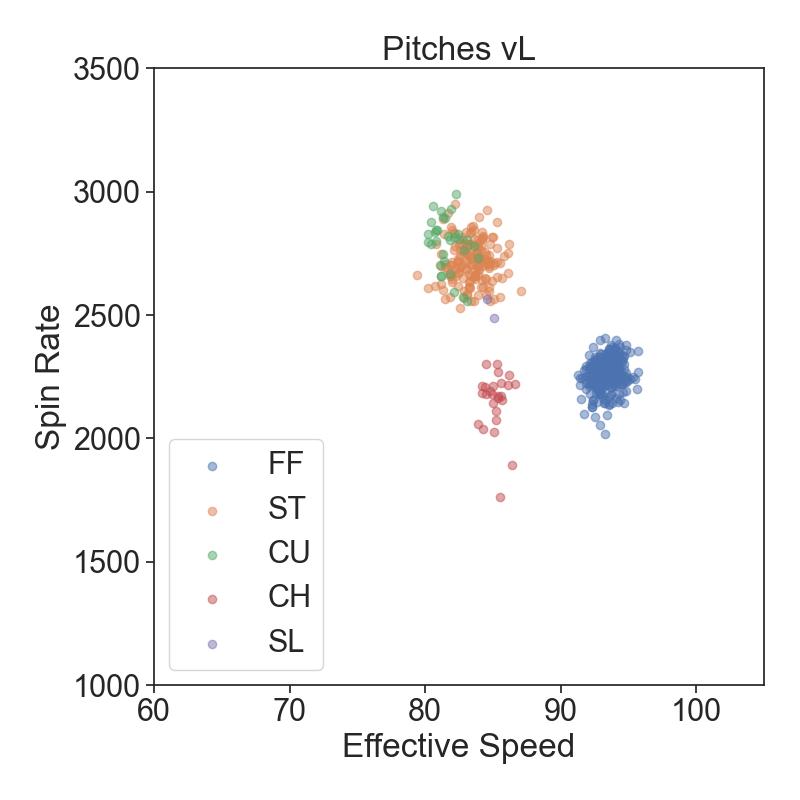 Pitches vL
3500
3000
2500
2000
1500
1000
Spin Rate
FF
ST
CU
CH
SL
60 70 80 90 100
Effective Speed